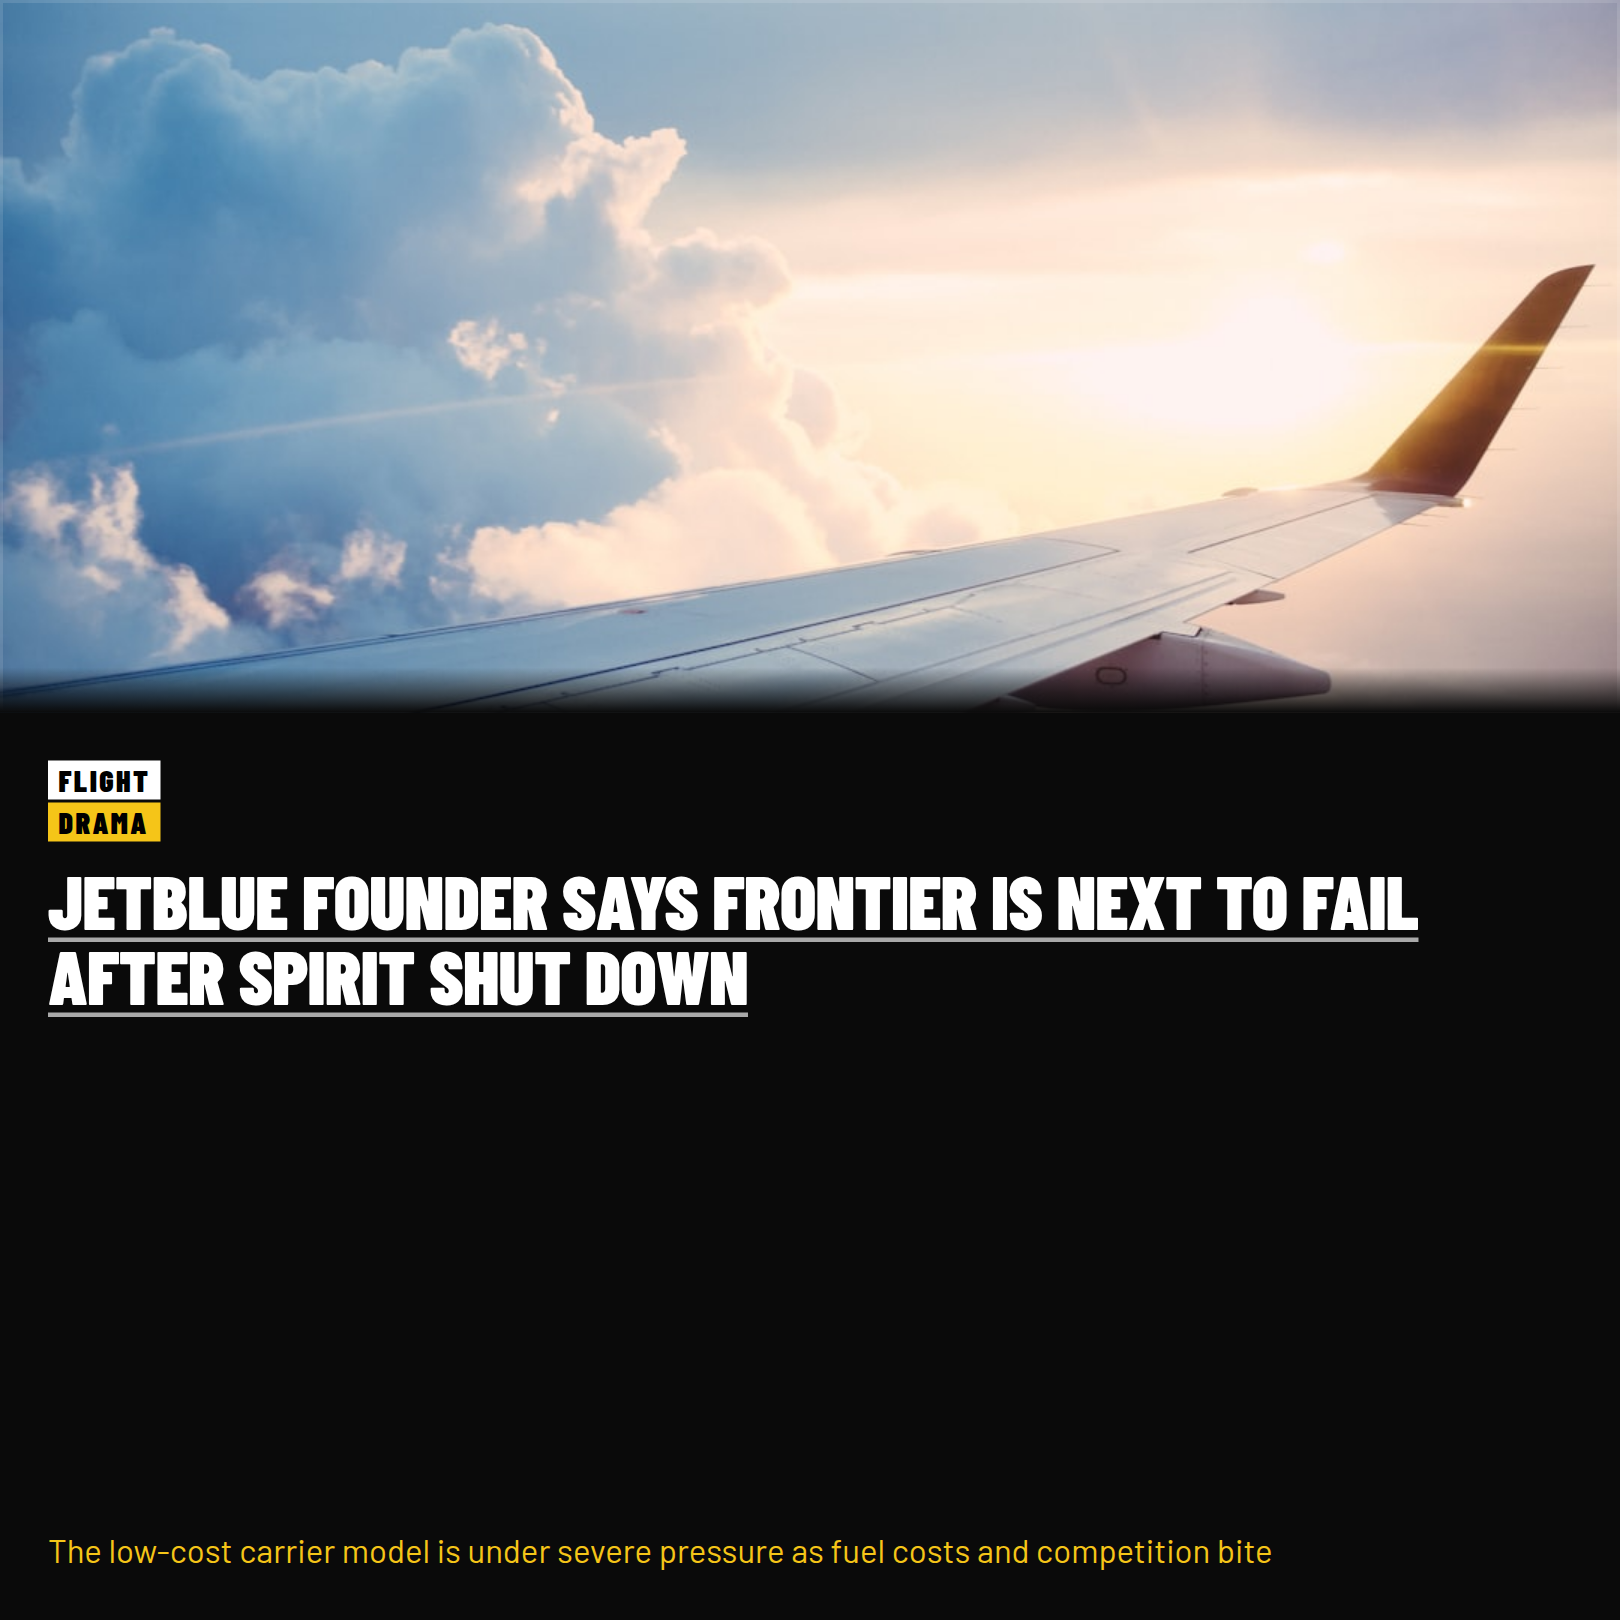 FLIGHT
DRAMA
JETBLUE FOUNDER SAYS FRONTIER IS NEXT TO FAIL
AFTER SPIRIT SHUT DOWN
The low-cost carrier model is under severe pressure as fuel costs and competition bite